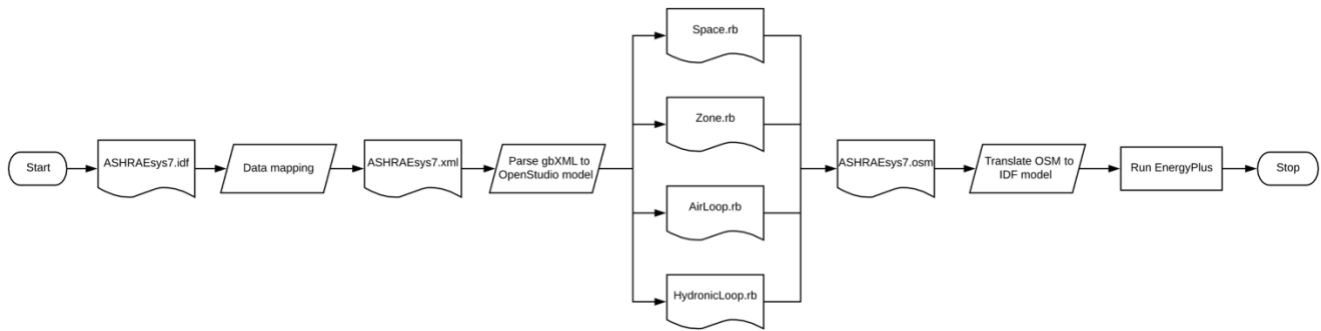 Start
ASHRAEsys7.idf
Data mapping
ASHRAEsys7.xml
Parse gbXML to
OpenStudio model
Space.rb
Zone.rb
AirLoop.rb
HydronicLoop.rb
ASHRAEsys7.osm
Translate OSM to
IDF model
Run EnergyPlus
Stop